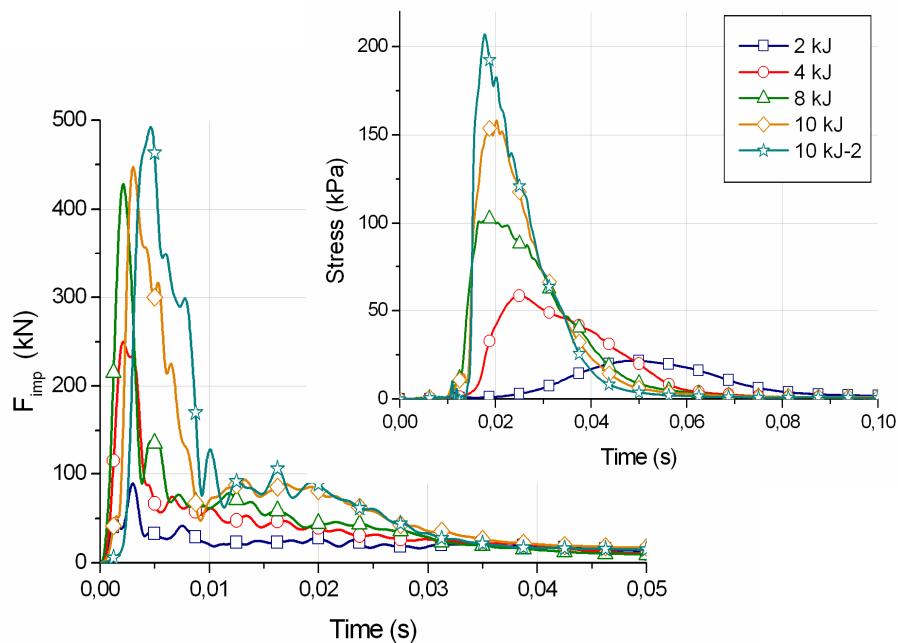 200
150
100
50
0
Stress (kPa)
0,00 0,02 0,04 0,06 0,08 0,10
Time (s)
2 kJ
4 kJ
8 kJ
10 kJ
10 kJ-2
500
400
300
200
100
0
F_imp (kN)
0,00 0,01 0,02 0,03 0,04 0,05
Time (s)